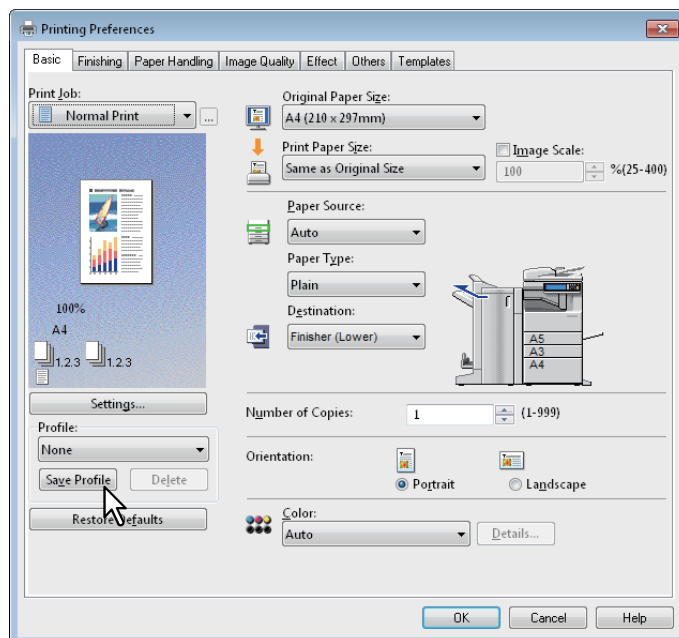 Printing Preferences
Basic
Finishing
Paper Handling
Image Quality
Effect
Others
Templates
Print Job:
Normal Print
...
100%
A4
1.2.3
1.2.3
Settings...
Profile:
None
Save Profile
Delete
Restore Defaults
Original Paper Size:
A4 (210 x 297mm)
Print Paper Size:
Same as Original Size
Image Scale:
100
%(25-400)
Paper Source:
Auto
Paper Type:
Plain
Destination:
Finisher (Lower)
A5
A3
A4
Number of Copies:
1
(1-999)
Orientation:
Portrait
Landscape
Color:
Auto
Details...
OK
Cancel
Help